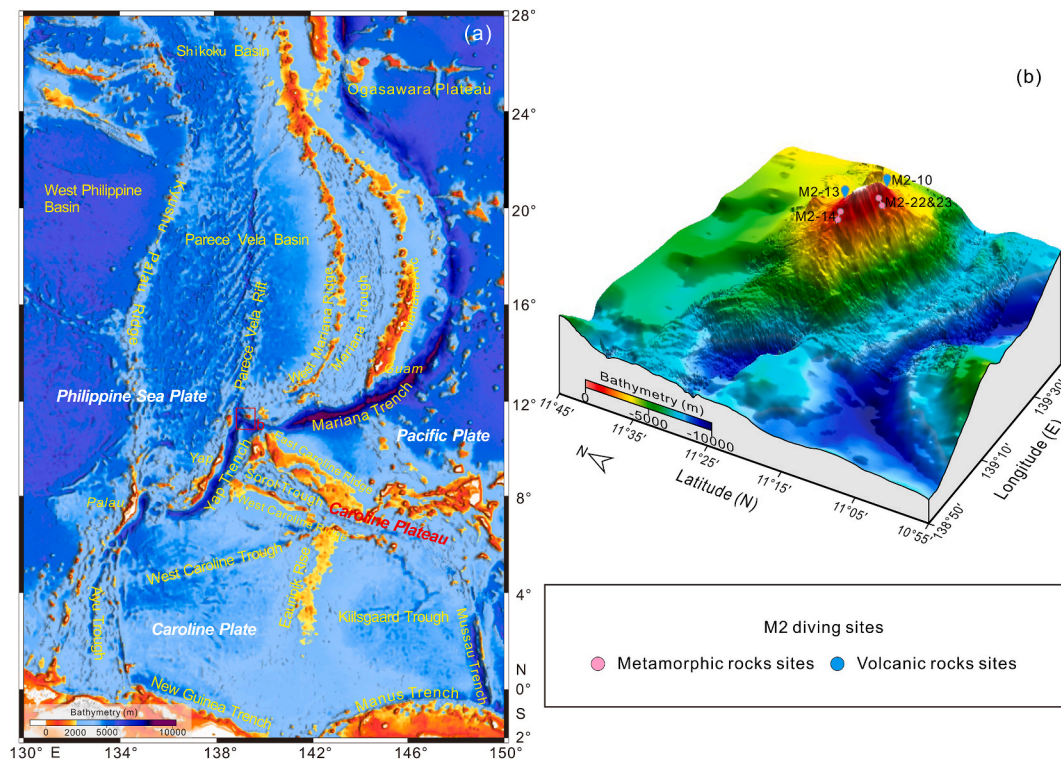 (a)
28°
24°
20°
16°
12°
8°
4°
N
0°
S
2°
130° E
134°
138°
142°
146°
150°
Shikoku Basin
Ogasawara Plateau
West Philippine
Basin
Kyushu - Palau Ridge
Parece Vela Basin
Parece Vela Rift
West Mariana Ridge
Mariana Trough
Guam
Mariana Trench
Philippine Sea Plate
Pacific Plate
Yap
Yap Trench
Sorol Trough
East Caroline Ridge
West Caroline Ridge
Caroline Plateau
Palau
West Caroline Trough
Eauripik Rise
Kiilsgaard Trough
Ayu Trough
Caroline Plate
Mussau Trench
New Guinea Trench
Manus Trench
Bathymetry (m)
0 2000 5000 10000
(b)
M2-10
M2-13
M2-22&23
M2-14
Bathymetry (m)
0 -5000 -10000
11°45′
11°35′
11°25′
11°15′
11°05′
10°55′
Latitude (N)
138°50′
139°10′
139°30′
Longitude (E)
N
M2 diving sites
Metamorphic rocks sites
Volcanic rocks sites